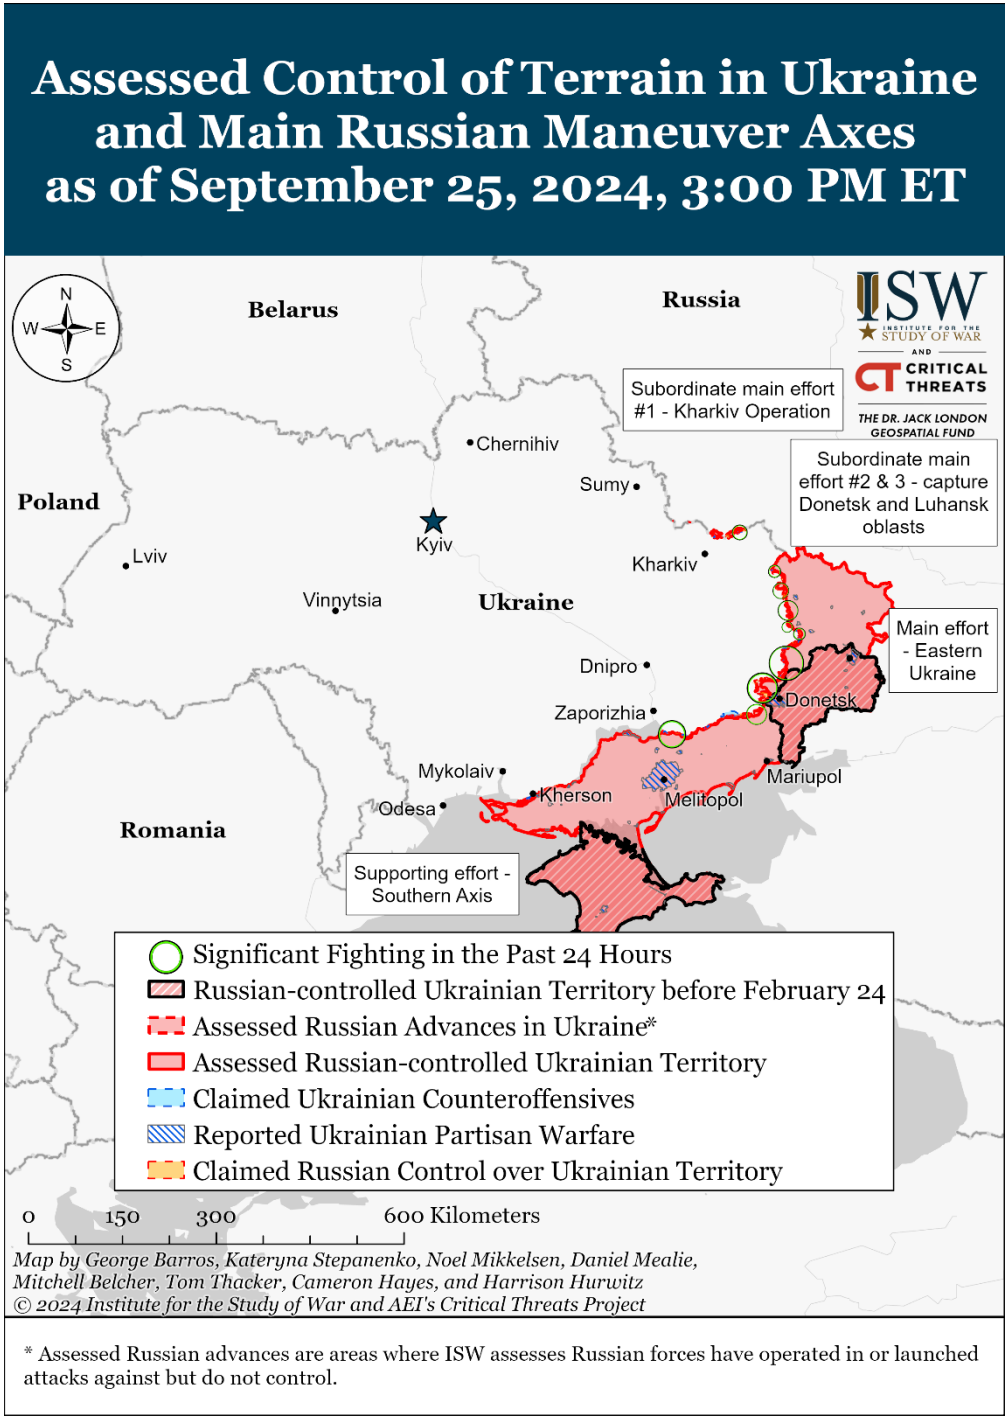 Assessed Control of Terrain in Ukraine
and Main Russian Maneuver Axes
as of September 25, 2024, 3:00 PM ET
N
W
E
S
Belarus
Russia
ISW
INSTITUTE FOR THE
STUDY OF WAR
AND
CT CRITICAL
THREATS
THE DR. JACK LONDON
GEOSPATIAL FUND
Subordinate main effort
#1 - Kharkiv Operation
Subordinate main
effort #2 & 3 - capture
Donetsk and Luhansk
oblasts
Chernihiv
Sumy
Poland
Kyiv
Lviv
Kharkiv
Vinnytsia
Ukraine
Main effort
- Eastern
Ukraine
Dnipro
Donetsk
Zaporizhia
Mykolaiv
Mariupol
Kherson
Melitopol
Odesa
Romania
Supporting effort -
Southern Axis
Significant Fighting in the Past 24 Hours
Russian-controlled Ukrainian Territory before February 24
Assessed Russian Advances in Ukraine*
Assessed Russian-controlled Ukrainian Territory
Claimed Ukrainian Counteroffensives
Reported Ukrainian Partisan Warfare
Claimed Russian Control over Ukrainian Territory
0 150 300 600 Kilometers
Map by George Barros, Kateryna Stepanenko, Noel Mikkelsen, Daniel Mealie,
Mitchell Belcher, Tom Thacker, Cameron Hayes, and Harrison Hurwitz
© 2024 Institute for the Study of War and AEI's Critical Threats Project
* Assessed Russian advances are areas where ISW assesses Russian forces have operated in or launched
attacks against but do not control.